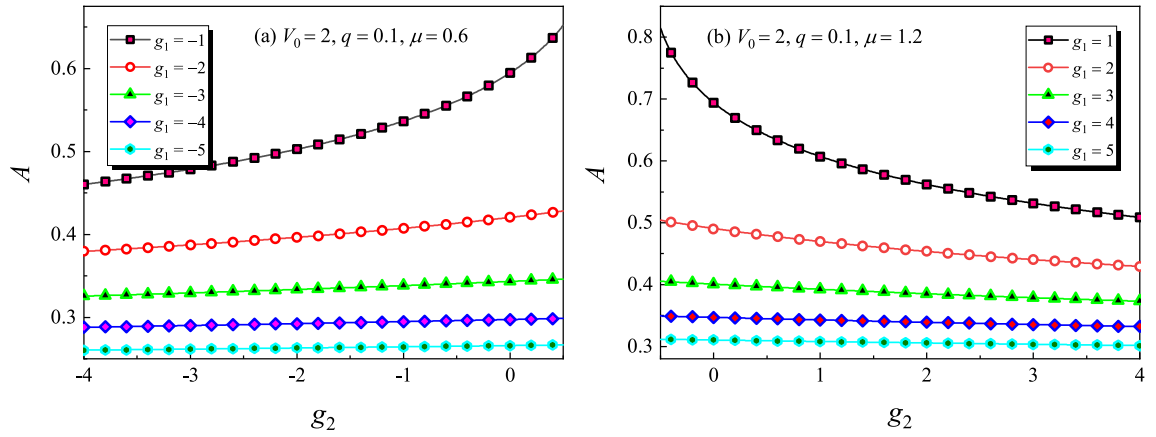 (a) V₀ = 2, q = 0.1, μ = 0.6
g₁ = −1
g₁ = −2
g₁ = −3
g₁ = −4
g₁ = −5
A
0.6
0.5
0.4
0.3
-4 -3 -2 -1 0
g₂
(b) V₀ = 2, q = 0.1, μ = 1.2
g₁ = 1
g₁ = 2
g₁ = 3
g₁ = 4
g₁ = 5
A
0.8
0.7
0.6
0.5
0.4
0.3
0 1 2 3 4
g₂